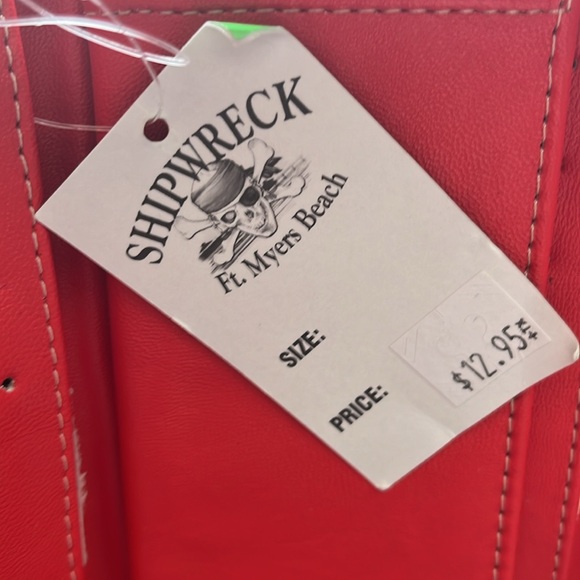 SHIPWRECK
Ft. Myers Beach
SIZE:
PRICE:
$12.95